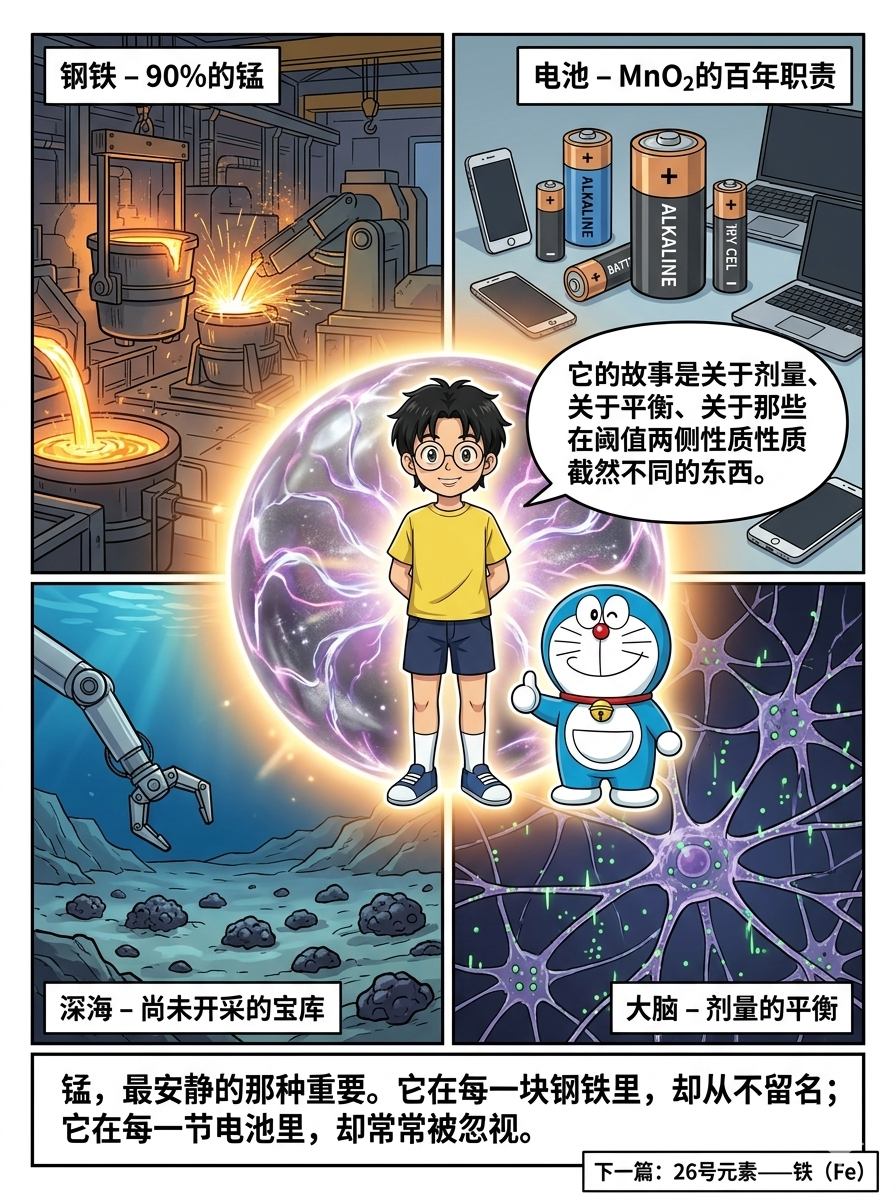 钢铁 – 90%的锰
电池 – MnO₂的百年职责
ALKALINE
ALKALINE
BATT
CELL
它的故事是关于剂量、
关于平衡、关于那些
在阈值两侧性质性质
截然不同的东西。
深海 – 尚未开采的宝库
大脑 – 剂量的平衡
锰，最安静的那种重要。它在每一块钢铁里，却从不留名；
它在每一节电池里，却常常被忽视。
下一篇：26号元素——铁（Fe）